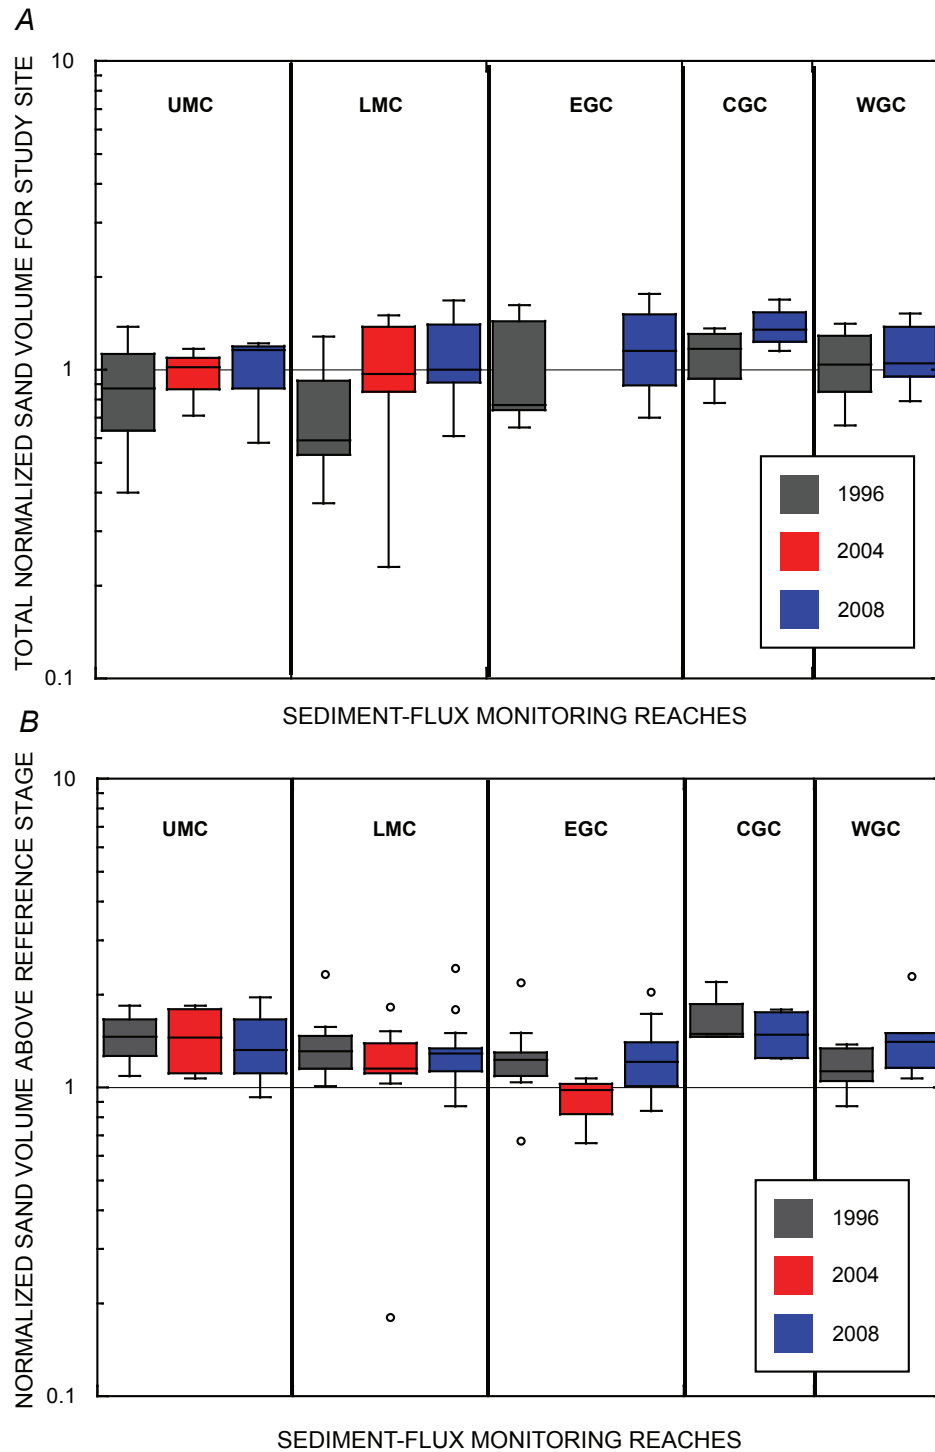 A
TOTAL NORMALIZED SAND VOLUME FOR STUDY SITE
10
1
0.1
UMC
LMC
EGC
CGC
WGC
1996
2004
2008
SEDIMENT-FLUX MONITORING REACHES
B
NORMALIZED SAND VOLUME ABOVE REFERENCE STAGE
10
1
0.1
UMC
LMC
EGC
CGC
WGC
1996
2004
2008
SEDIMENT-FLUX MONITORING REACHES